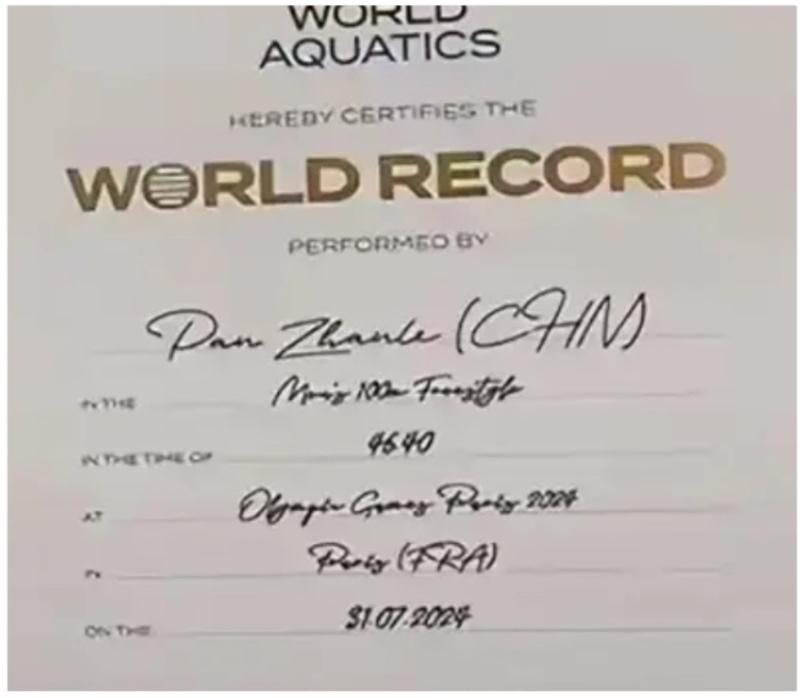 WORLD
AQUATICS
HEREBY CERTIFIES THE
WORLD RECORD
PERFORMED BY
Pan Zhanle (CHN)
IN THE Men's 100m Freestyle
IN THE TIME OF 46.40
AT Olympic Games Paris 2024
IN Paris (FRA)
ON THE 31.07.2024